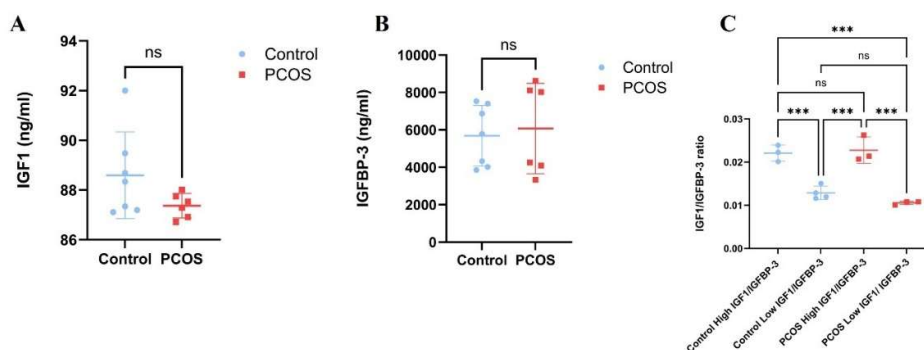 A
94
92
90
88
86
IGF1 (ng/ml)
ns
Control
PCOS
Control PCOS
B
10000
8000
6000
4000
2000
0
IGFBP-3 (ng/ml)
ns
Control
PCOS
Control PCOS
C
***
ns
ns
*** *** ***
0.03
0.02
0.01
0.00
IGF1/IGFBP-3 ratio
Control High IGF1/IGFBP-3
Control Low IGF1/IGFBP-3
PCOS High IGF1/IGFBP-3
PCOS Low IGF1/ IGFBP-3